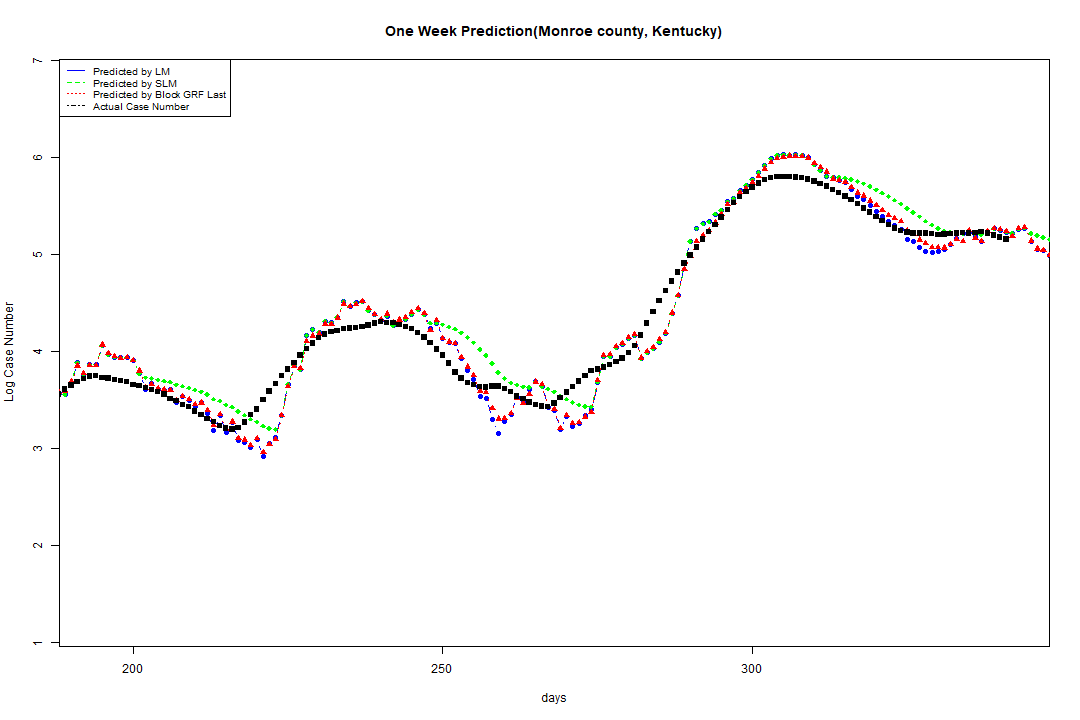 One Week Prediction(Monroe county, Kentucky)
Predicted by LM
Predicted by SLM
Predicted by Block GRF Last
Actual Case Number
7
6
5
4
3
2
1
Log Case Number
200
250
300
days